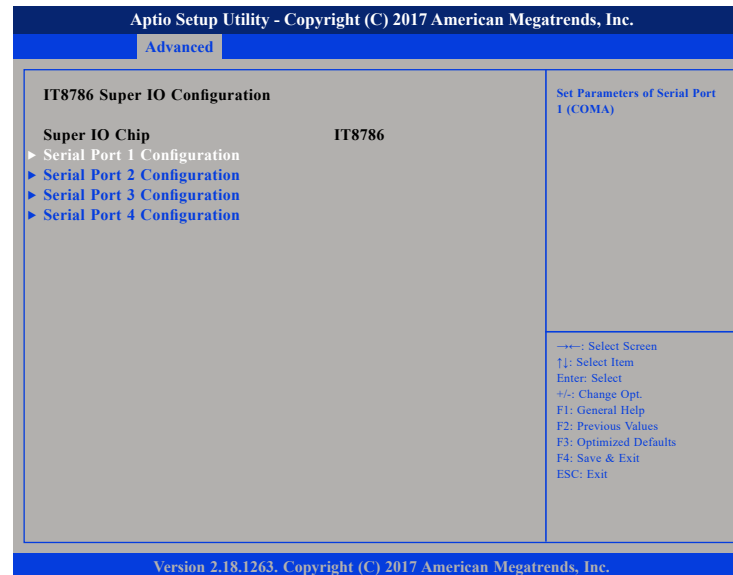 Aptio Setup Utility - Copyright (C) 2017 American Megatrends, Inc.
Advanced
IT8786 Super IO Configuration
Super IO Chip IT8786
► Serial Port 1 Configuration
► Serial Port 2 Configuration
► Serial Port 3 Configuration
► Serial Port 4 Configuration
Set Parameters of Serial Port
1 (COMA)
→←: Select Screen
↑↓: Select Item
Enter: Select
+/-: Change Opt.
F1: General Help
F2: Previous Values
F3: Optimized Defaults
F4: Save & Exit
ESC: Exit
Version 2.18.1263. Copyright (C) 2017 American Megatrends, Inc.